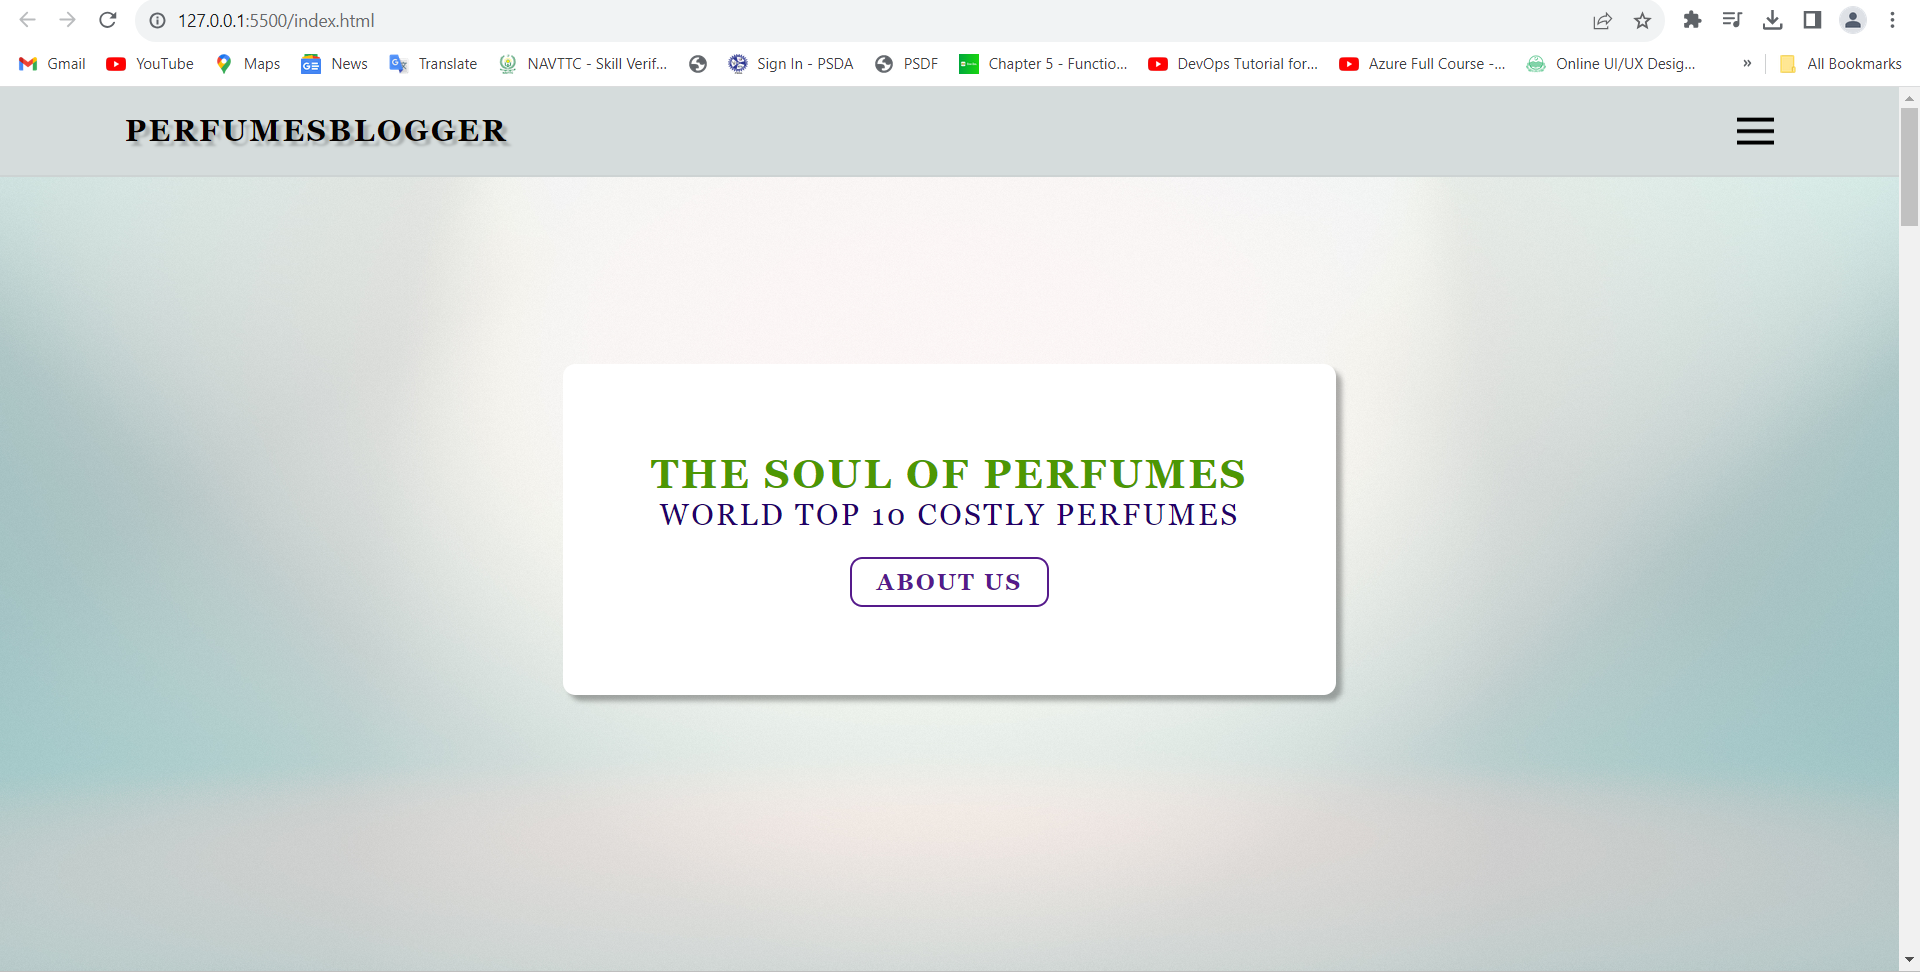 127.0.0.1:5500/index.html
Gmail YouTube Maps News Translate NAVTTC - Skill Verif... Sign In - PSDA PSDF Chapter 5 - Functio... DevOps Tutorial for... Azure Full Course -... Online UI/UX Desig... » All Bookmarks
PERFUMESBLOGGER
THE SOUL OF PERFUMES
WORLD TOP 10 COSTLY PERFUMES
ABOUT US